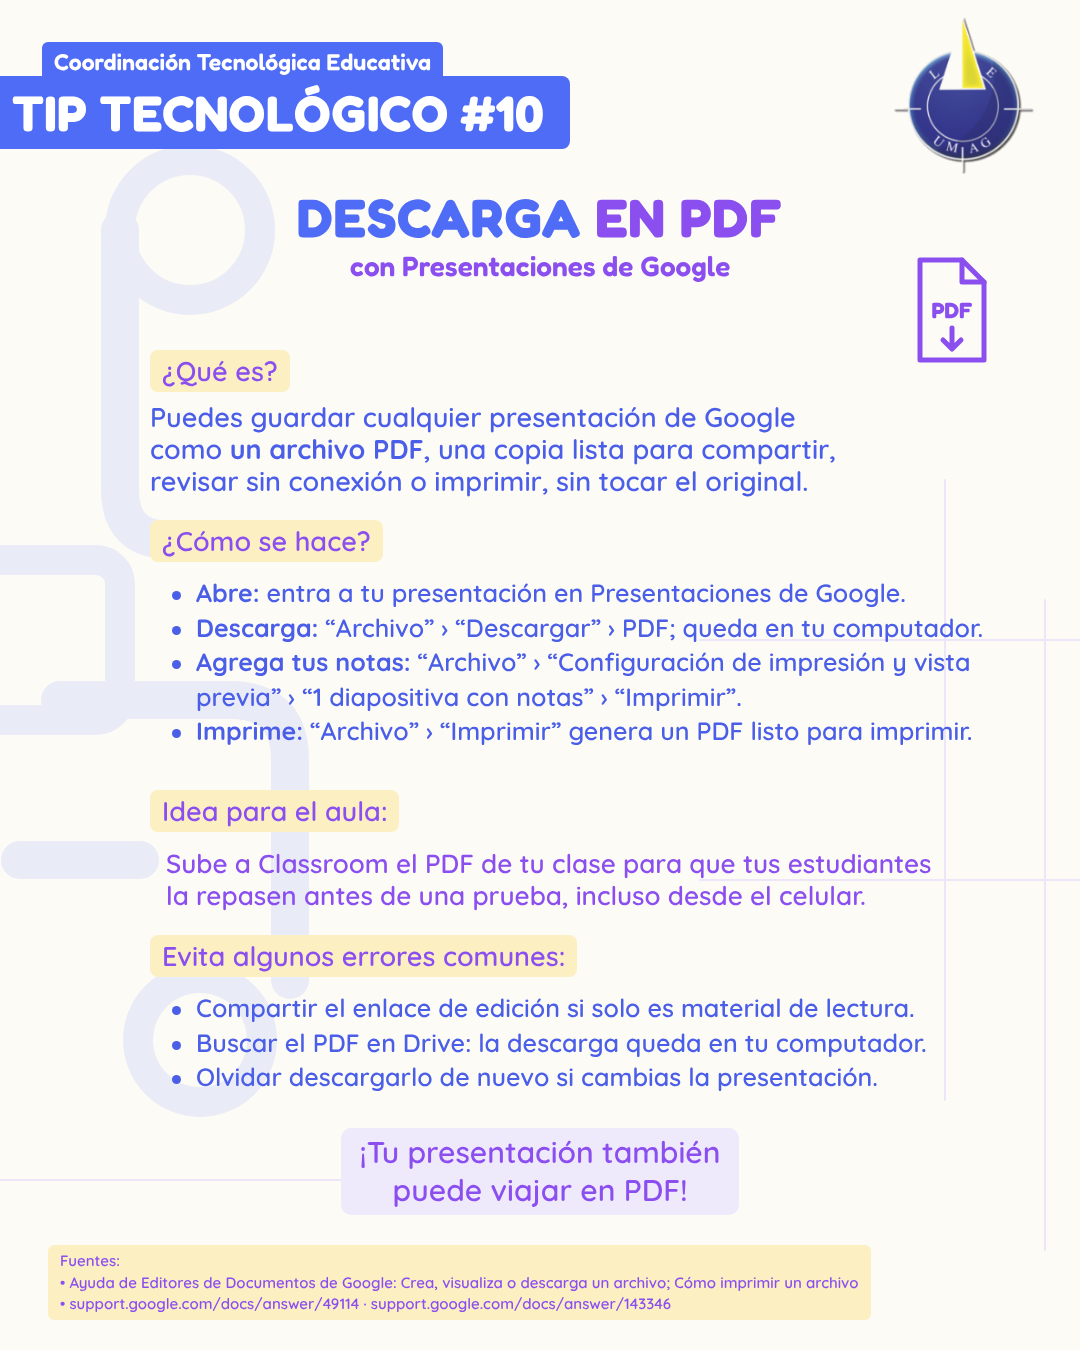 Coordinación Tecnológica Educativa
TIP TECNOLÓGICO #10
L E
UMAG
DESCARGA EN PDF
con Presentaciones de Google
PDF
¿Qué es?
Puedes guardar cualquier presentación de Google
como un archivo PDF, una copia lista para compartir,
revisar sin conexión o imprimir, sin tocar el original.
¿Cómo se hace?
• Abre: entra a tu presentación en Presentaciones de Google.
• Descarga: “Archivo” › “Descargar” › PDF; queda en tu computador.
• Agrega tus notas: “Archivo” › “Configuración de impresión y vista
previa” › “1 diapositiva con notas” › “Imprimir”.
• Imprime: “Archivo” › “Imprimir” genera un PDF listo para imprimir.
Idea para el aula:
Sube a Classroom el PDF de tu clase para que tus estudiantes
la repasen antes de una prueba, incluso desde el celular.
Evita algunos errores comunes:
• Compartir el enlace de edición si solo es material de lectura.
• Buscar el PDF en Drive: la descarga queda en tu computador.
• Olvidar descargarlo de nuevo si cambias la presentación.
¡Tu presentación también
puede viajar en PDF!
Fuentes:
• Ayuda de Editores de Documentos de Google: Crea, visualiza o descarga un archivo; Cómo imprimir un archivo
• support.google.com/docs/answer/49114 · support.google.com/docs/answer/143346